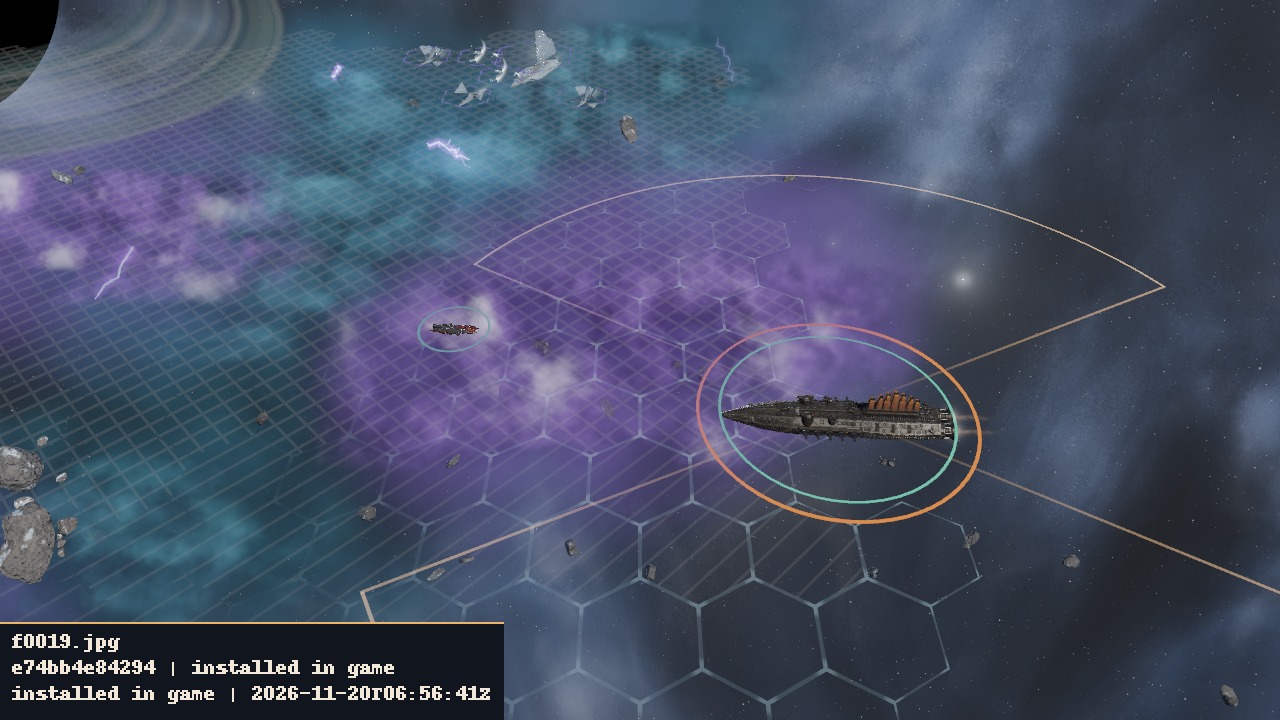 f0019.jpg
e74bb4e84294 | installed in game
installed in game | 2026-11-20T06:56:41Z